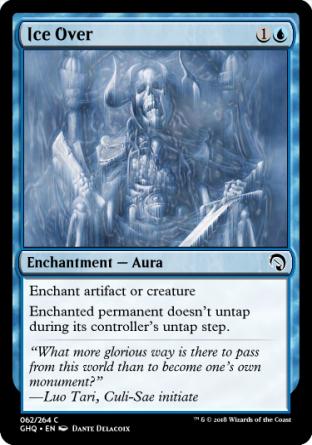 Ice Over 1
Enchantment — Aura
Enchant artifact or creature
Enchanted permanent doesn't untap
during its controller's untap step.
"What more glorious way is there to pass
from this world than to become one's own
monument?"
—Luo Tari, Culi-Sae initiate
062/264 C
GHQ • EN DANTE DELACOIX
™ & © 2018 Wizards of the Coast